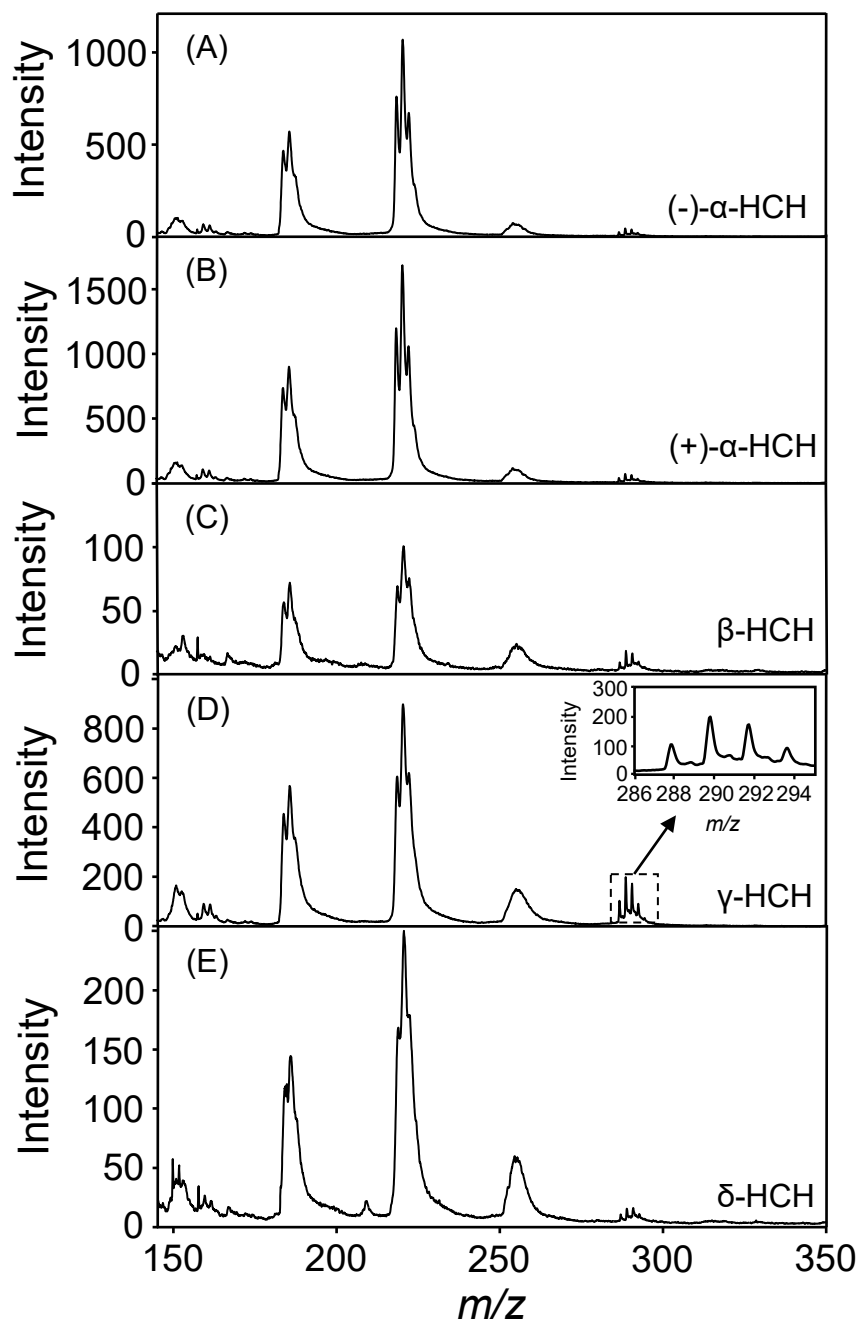 (A)
Intensity
1000
500
0
(-)-α-HCH
(B)
Intensity
1500
1000
500
0
(+)-α-HCH
(C)
Intensity
100
50
0
β-HCH
(D)
Intensity
800
600
400
200
0
Intensity
300
200
100
0
286 288 290 292 294
m/z
γ-HCH
(E)
Intensity
0
200
150
100
50
0
δ-HCH
150 200 250 300 350
m/z